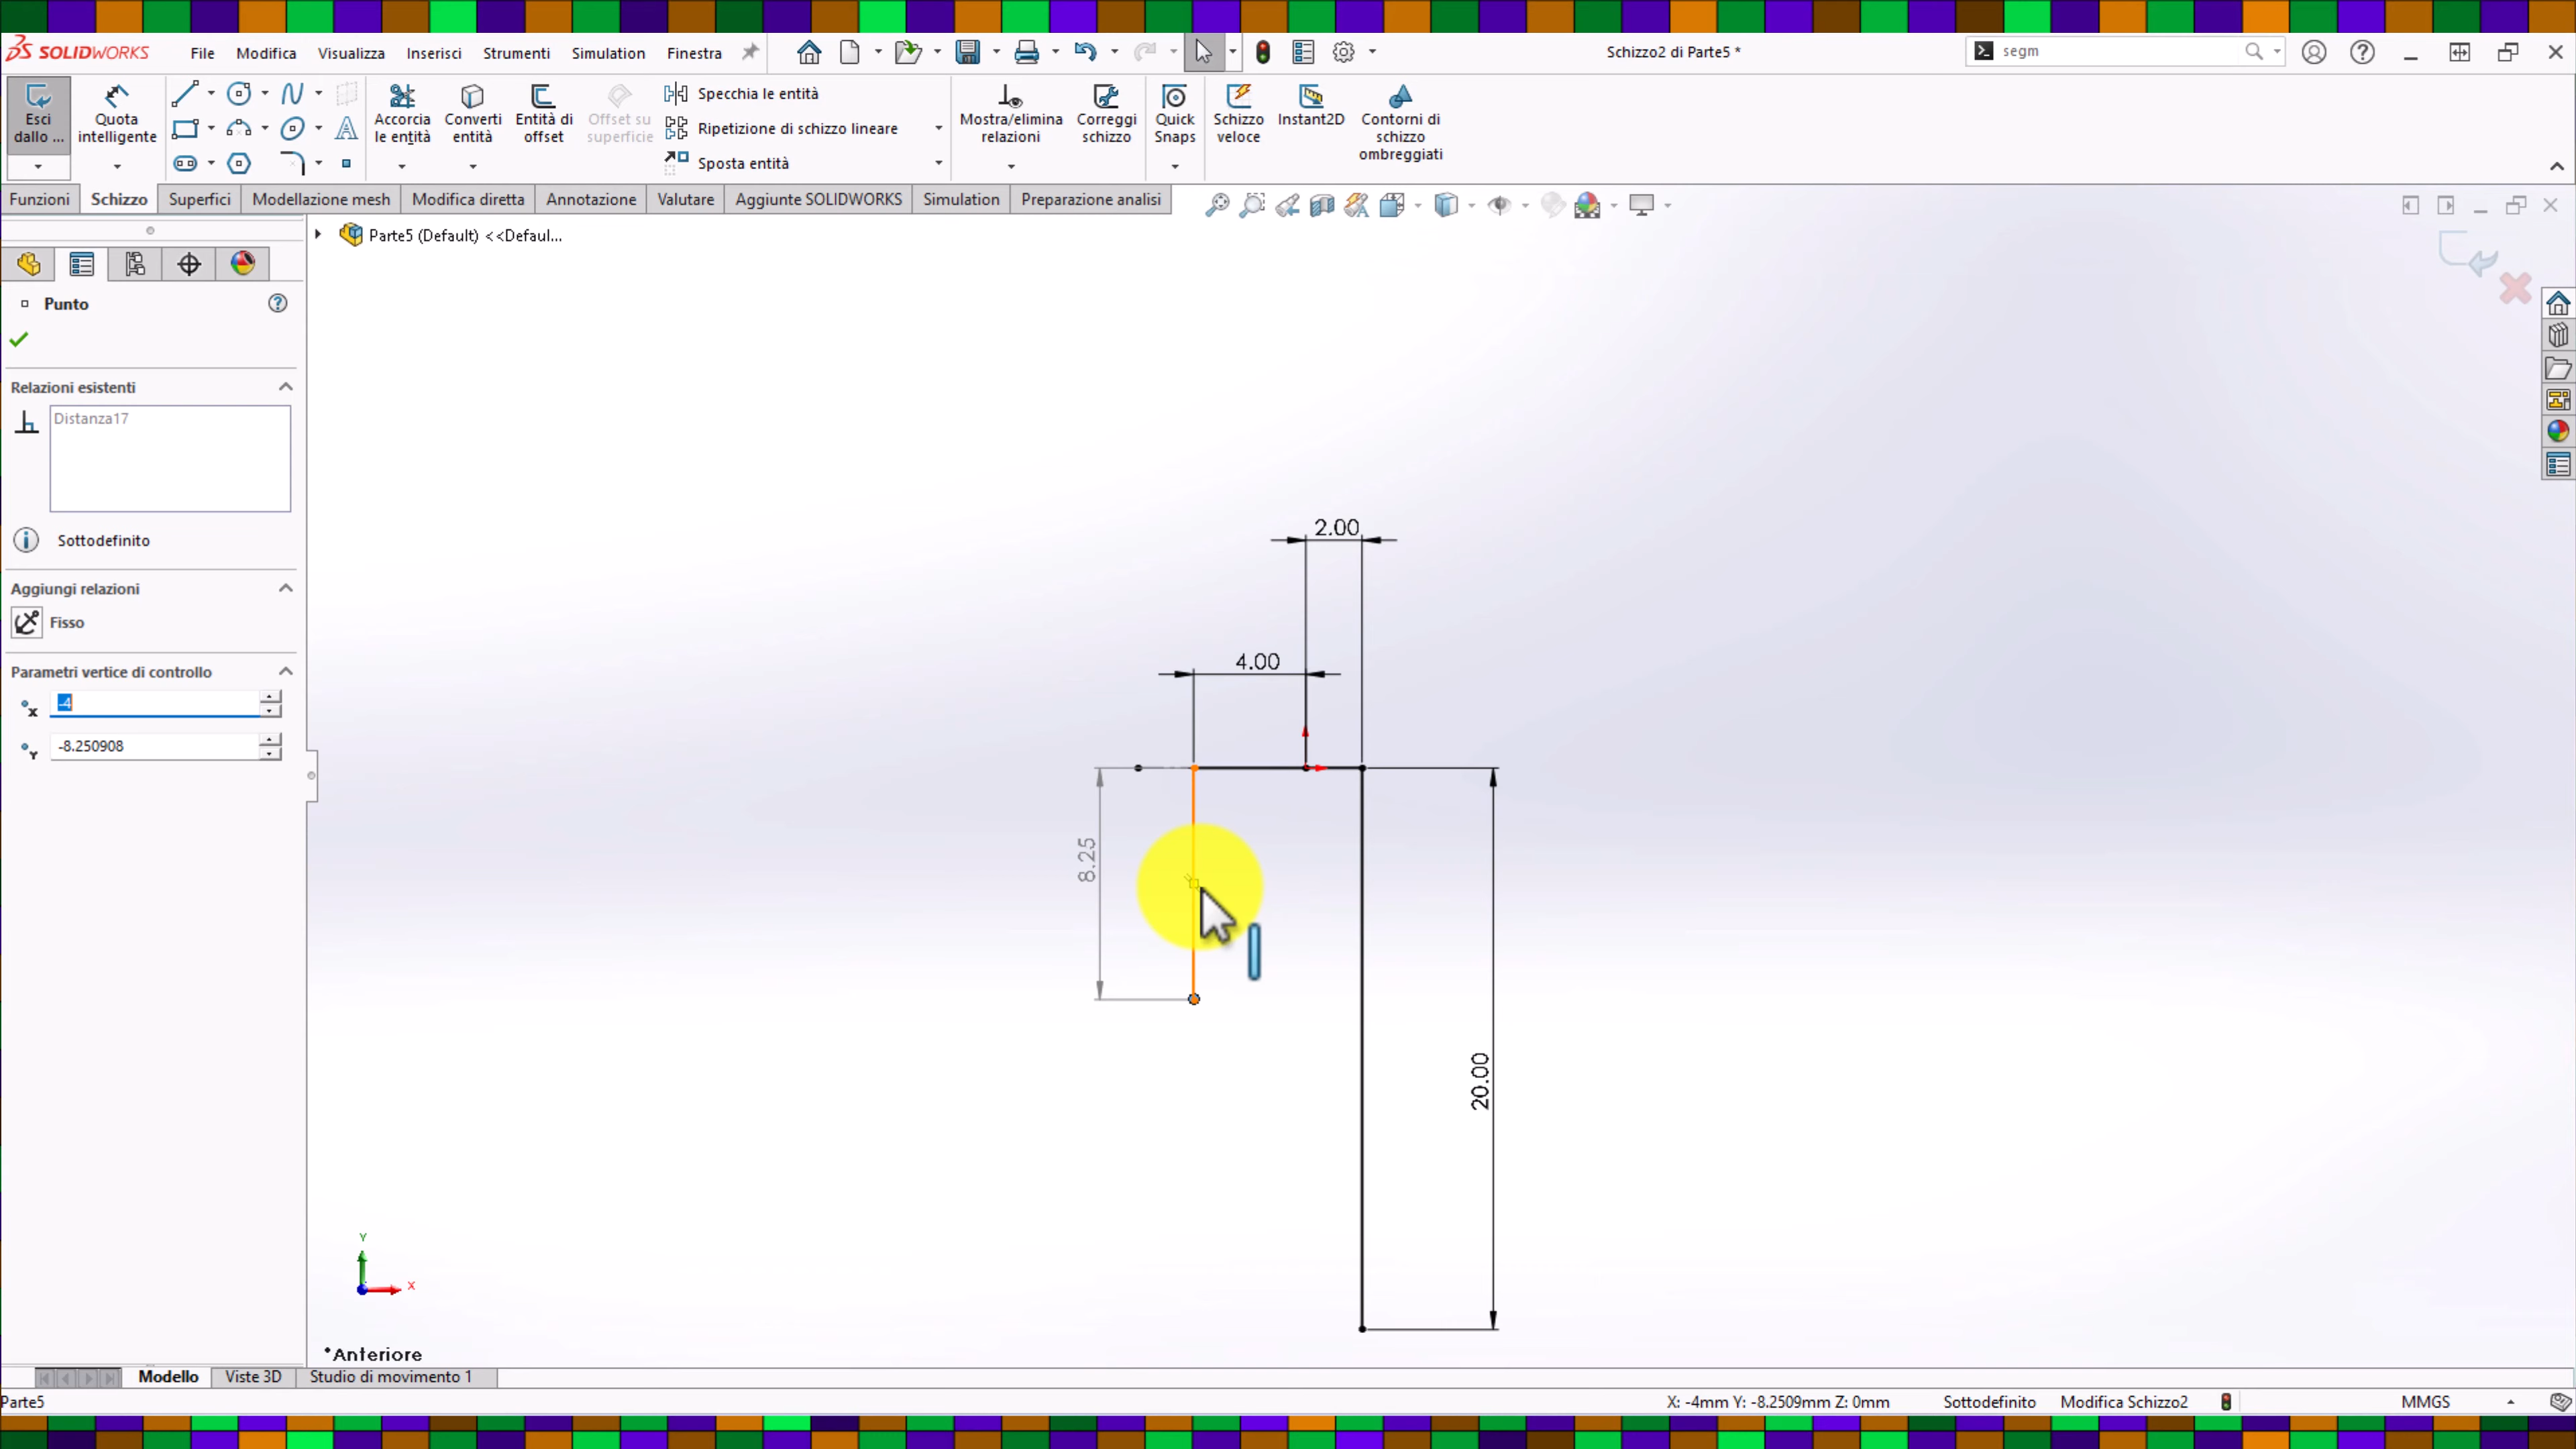 SOLIDWORKS File Modifica Visualizza Inserisci Strumenti Simulation Finestra Schizzo2 di Parte5 * segm
Esci dallo ...
Quota intelligente
Accorcia le entità
Converti entità
Entità di offset
Offset su superficie
Specchia le entità
Ripetizione di schizzo lineare
Sposta entità
Mostra/elimina relazioni
Correggi schizzo
Quick Snaps
Schizzo veloce
Instant2D
Contorni di schizzo ombreggiati
Funzioni Schizzo Superfici Modellazione mesh Modifica diretta Annotazione Valutare Aggiunte SOLIDWORKS Simulation Preparazione analisi
Parte5 (Default) <<Defaul...
Punto
Relazioni esistenti
Distanza17
Sottodefinito
Aggiungi relazioni
Fisso
Parametri vertice di controllo
X -4
Y -8.250908
2.00
4.00
8.25
20.00
Y
X
*Anteriore
Modello Viste 3D Studio di movimento 1
Parte5 X: -4mm Y: -8.2509mm Z: 0mm Sottodefinito Modifica Schizzo2 MMGS